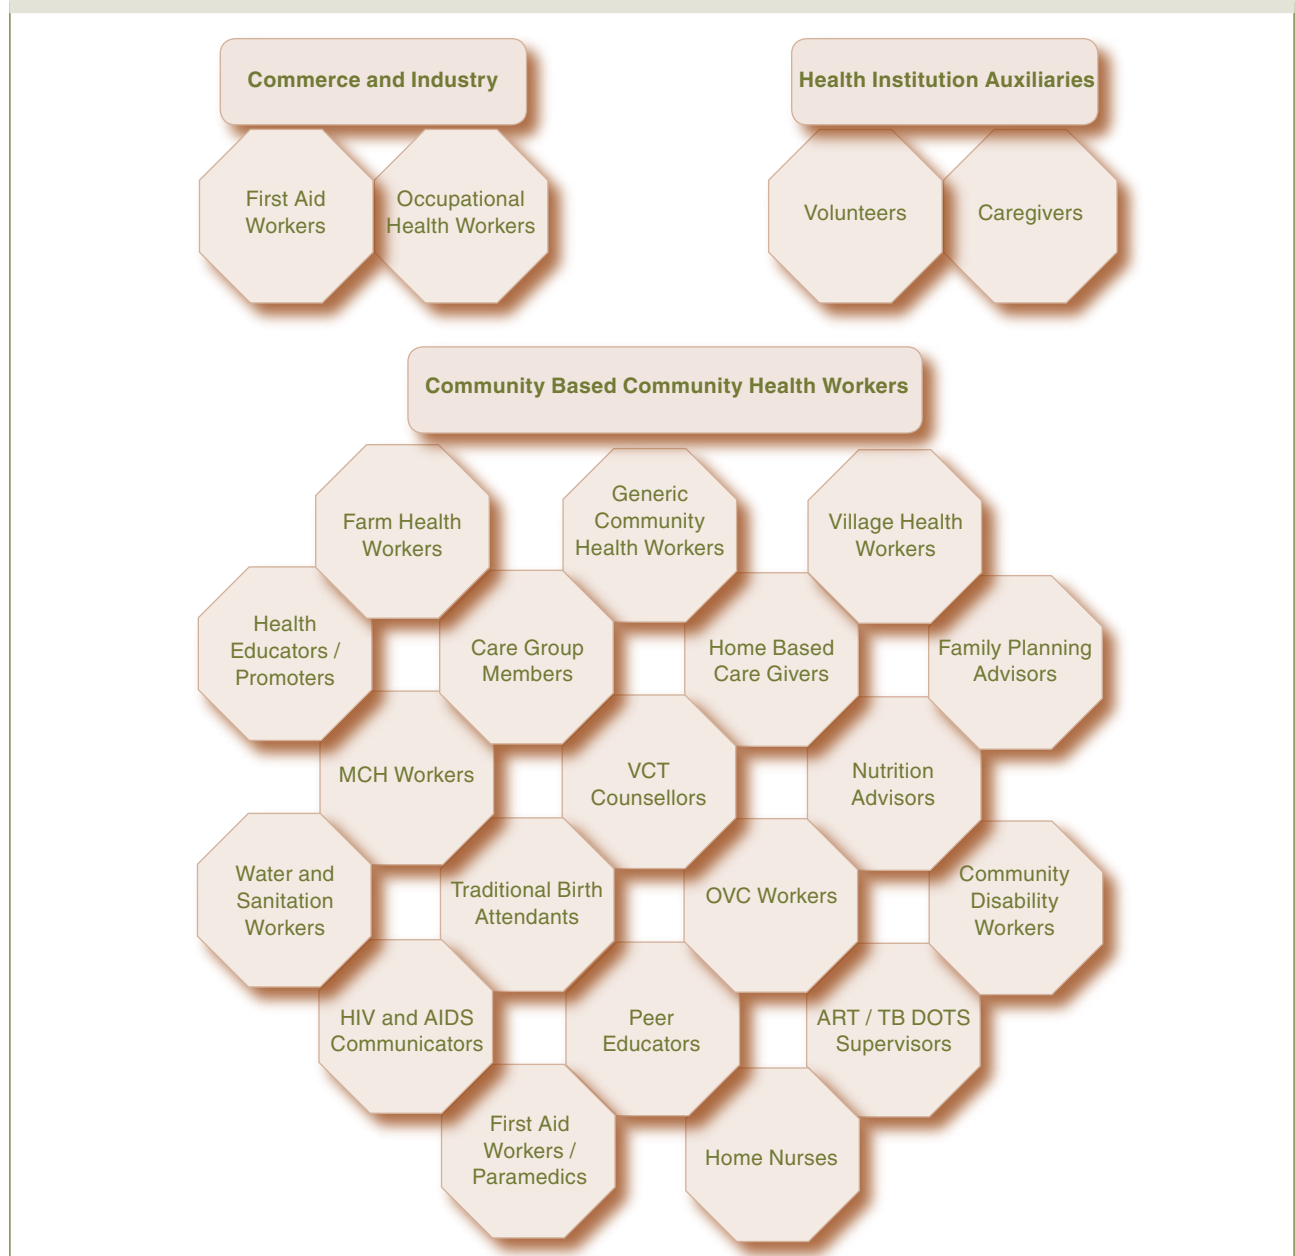 Commerce and Industry
Health Institution Auxiliaries
First Aid
Workers
Occupational
Health Workers
Volunteers
Caregivers
Community Based Community Health Workers
Farm Health
Workers
Generic
Community
Health Workers
Village Health
Workers
Health
Educators /
Promoters
Care Group
Members
Home Based
Care Givers
Family Planning
Advisors
MCH Workers
VCT
Counsellors
Nutrition
Advisors
Water and
Sanitation
Workers
Traditional Birth
Attendants
OVC Workers
Community
Disability
Workers
HIV and AIDS
Communicators
Peer
Educators
ART / TB DOTS
Supervisors
First Aid
Workers /
Paramedics
Home Nurses